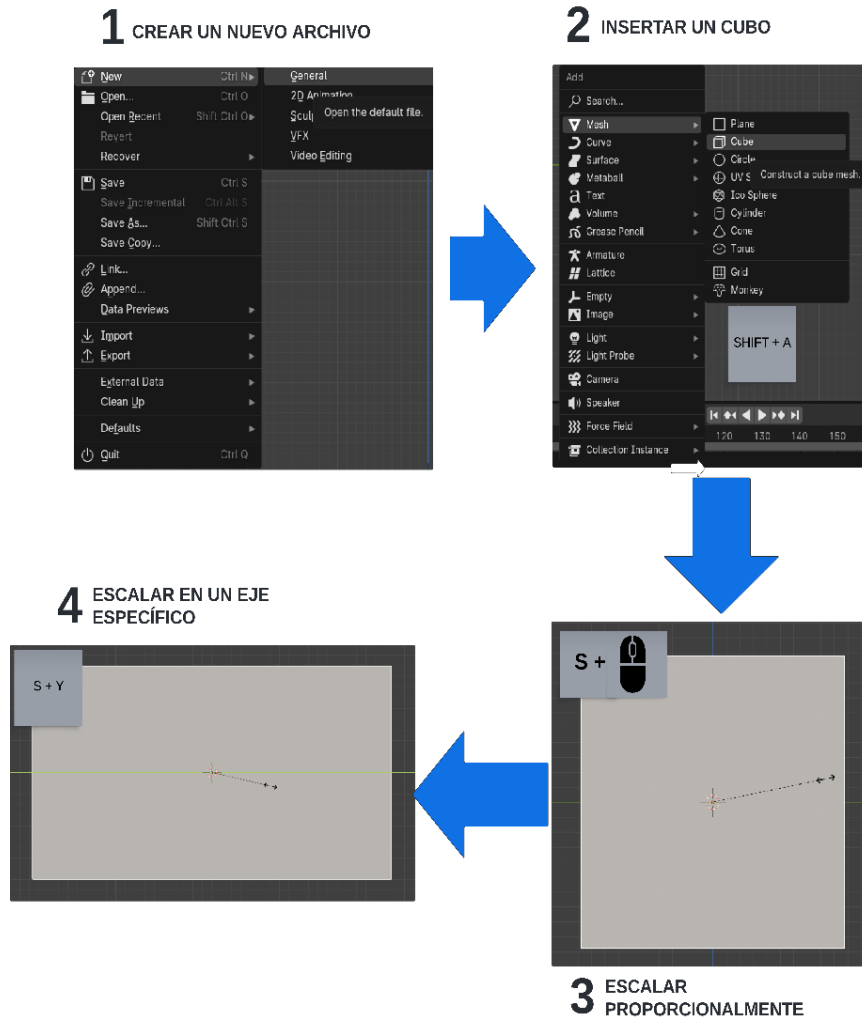 1 CREAR UN NUEVO ARCHIVO
New Ctrl N
Open... Ctrl O
Open Recent Shift Ctrl O
Revert
Recover
Save Ctrl S
Save Incremental Ctrl Alt S
Save As... Shift Ctrl S
Save Copy...
Link...
Append...
Data Previews
Import
Export
External Data
Clean Up
Defaults
Quit Ctrl Q
General
2D Animation
Scul
Open the default file.
VFX
Video Editing
2 INSERTAR UN CUBO
Add
Search...
Mesh
Curve
Surface
Metaball
Text
Volume
Grease Pencil
Armature
Lattice
Empty
Image
Light
Light Probe
Camera
Speaker
Force Field
Collection Instance
Plane
Cube
Circle
UV S
Construct a cube mesh.
Ico Sphere
Cylinder
Cone
Torus
Grid
Monkey
SHIFT + A
120 130 140 150
S +
3 ESCALAR
PROPORCIONALMENTE
4 ESCALAR EN UN EJE
ESPECÍFICO
S + Y